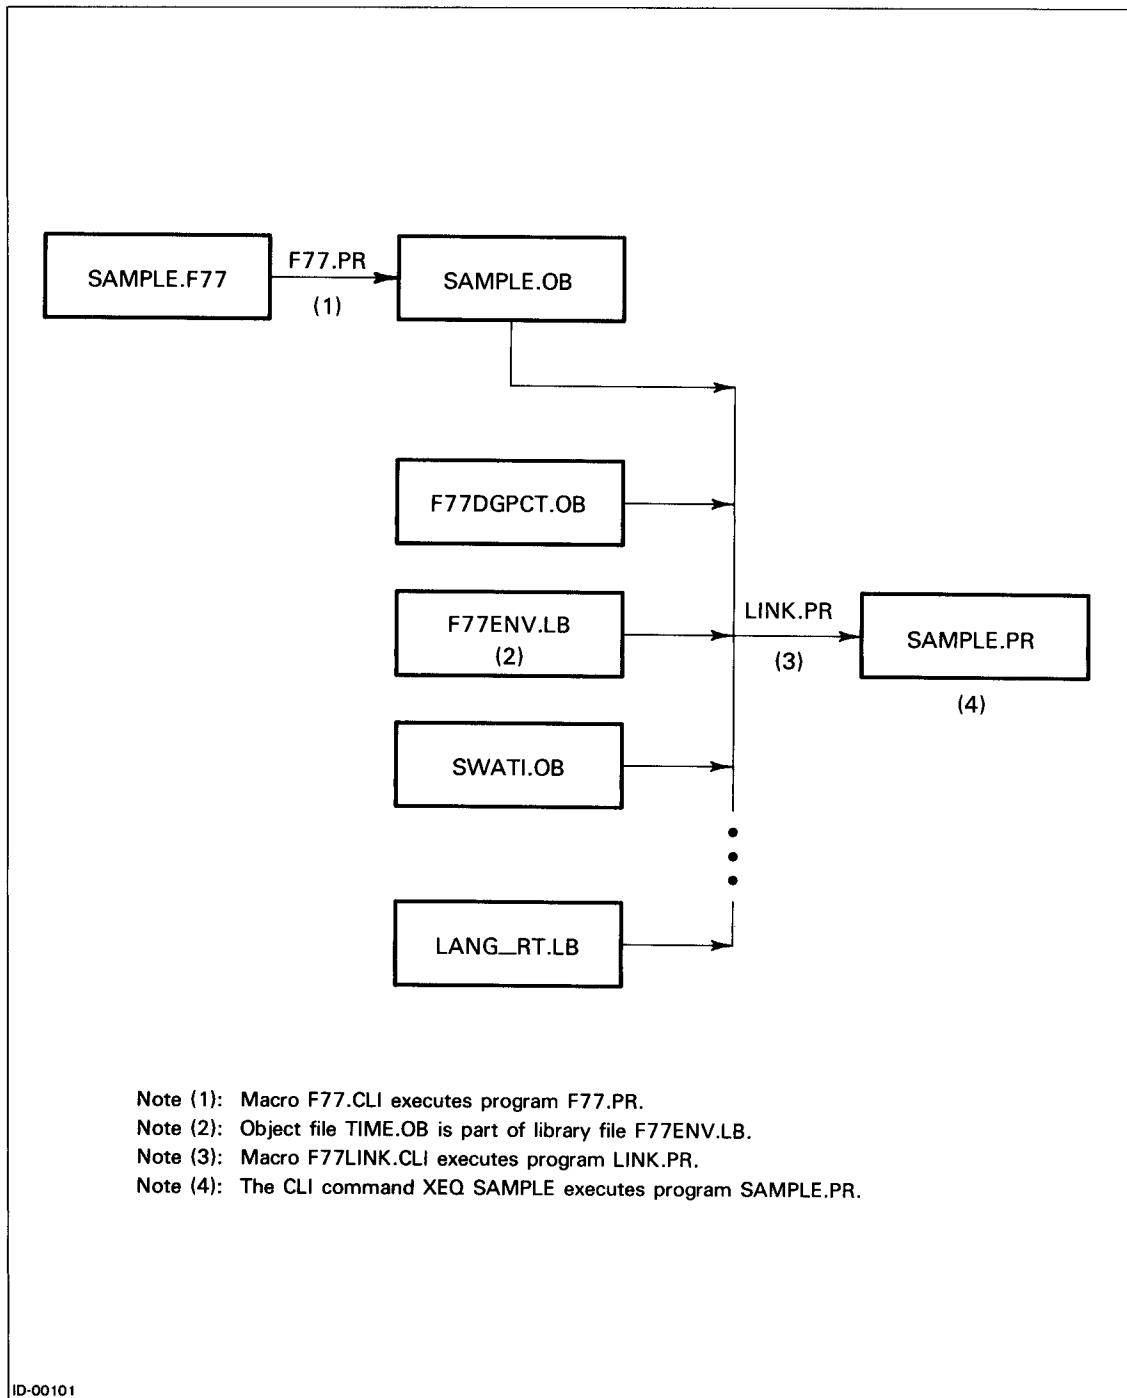 SAMPLE.F77
F77.PR
(1)
SAMPLE.OB
F77DGPCT.OB
F77ENV.LB
(2)
LINK.PR
(3)
SAMPLE.PR
(4)
SWATI.OB
LANG_RT.LB
Note (1): Macro F77.CLI executes program F77.PR.
Note (2): Object file TIME.OB is part of library file F77ENV.LB.
Note (3): Macro F77LINK.CLI executes program LINK.PR.
Note (4): The CLI command XEQ SAMPLE executes program SAMPLE.PR.
ID-00101